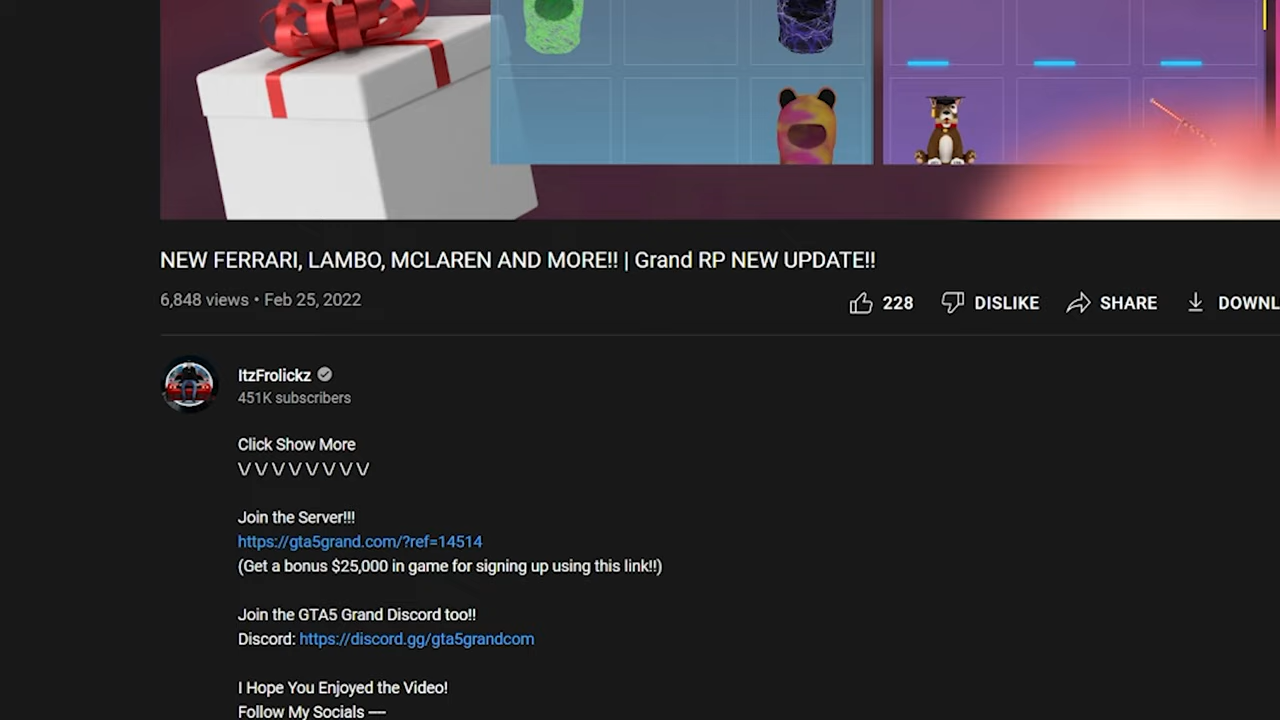 NEW FERRARI, LAMBO, MCLAREN AND MORE!! | Grand RP NEW UPDATE!!
6,848 views • Feb 25, 2022
228 DISLIKE SHARE DOWNL
ItzFrolickz
451K subscribers
Click Show More
V V V V V V V V
Join the Server!!!
https://gta5grand.com/?ref=14514
(Get a bonus $25,000 in game for signing up using this link!!)
Join the GTA5 Grand Discord too!!
Discord: https://discord.gg/gta5grandcom
I Hope You Enjoyed the Video!
Follow My Socials —